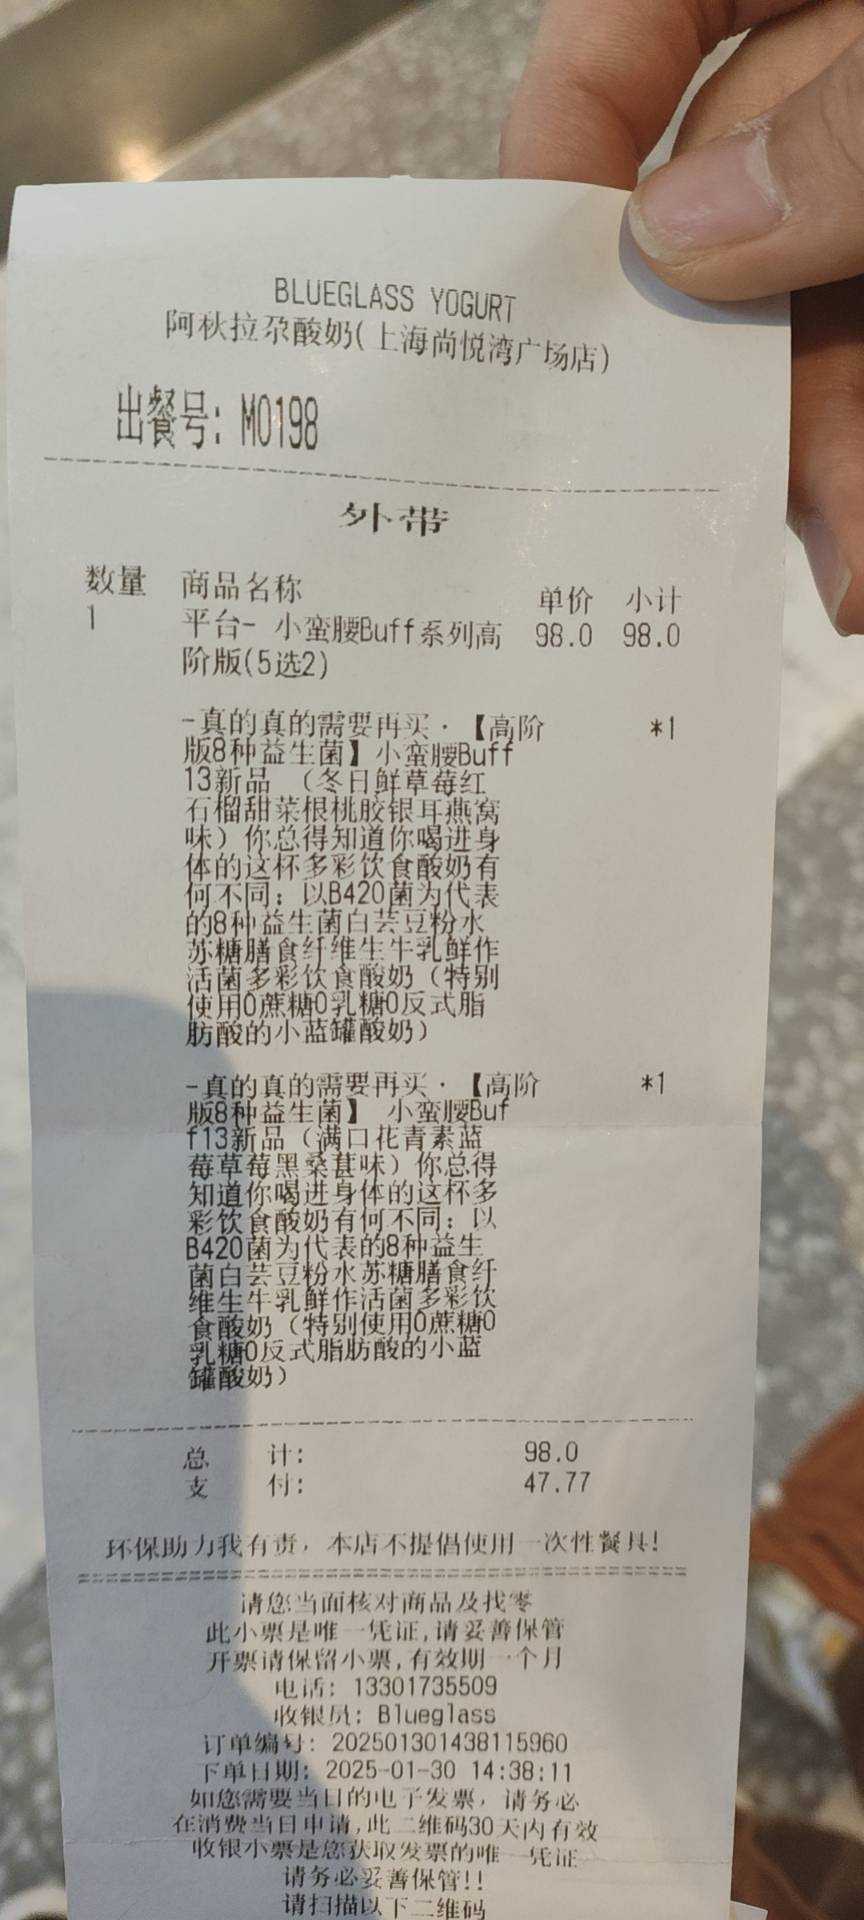 BLUEGLASS YOGURT
阿秋拉尕酸奶(上海尚悦湾广场店)
出餐号: M0198
外带
数量 商品名称 单价 小计
1 平台- 小蛮腰Buff系列高 98.0 98.0
阶版(5选2)
-真的真的需要再买·【高阶 *1
版8种益生菌】小蛮腰Buff
13新品 (冬日鲜草莓红
石榴甜菜根桃胶银耳燕窝
味) 你总得知道你喝进身
体的这杯多彩饮食酸奶有
何不同: 以B420菌为代表
的8种益生菌白芸豆粉水
苏糖膳食纤维生牛乳鲜作
活菌多彩饮食酸奶 (特别
使用0蔗糖0乳糖0反式脂
肪酸的小蓝罐酸奶)
-真的真的需要再买·【高阶 *1
版8种益生菌】 小蛮腰Buf
f13新品 (满口花青素蓝
莓草莓黑桑葚味) 你总得
知道你喝进身体的这杯多
彩饮食酸奶有何不同: 以
B420菌为代表的8种益生
菌白芸豆粉水苏糖膳食纤
维生牛乳鲜作活菌多彩饮
食酸奶 (特别使用0蔗糖0
乳糖0反式脂肪酸的小蓝
罐酸奶)
总 计: 98.0
支 付: 47.77
环保助力我有责, 本店不提倡使用一次性餐具!
请您当面核对商品及找零
此小票是唯一凭证,请妥善保管
开票请保留小票,有效期一个月
电话: 13301735509
收银员: Blueglass
订单编号: 202501301438115960
下单日期: 2025-01-30 14:38:11
如您需要当日的电子发票, 请务必
在消费当日申请,此二维码30天内有效
收银小票是您获取发票的唯一凭证
请务必妥善保管!!
请扫描以下二维码